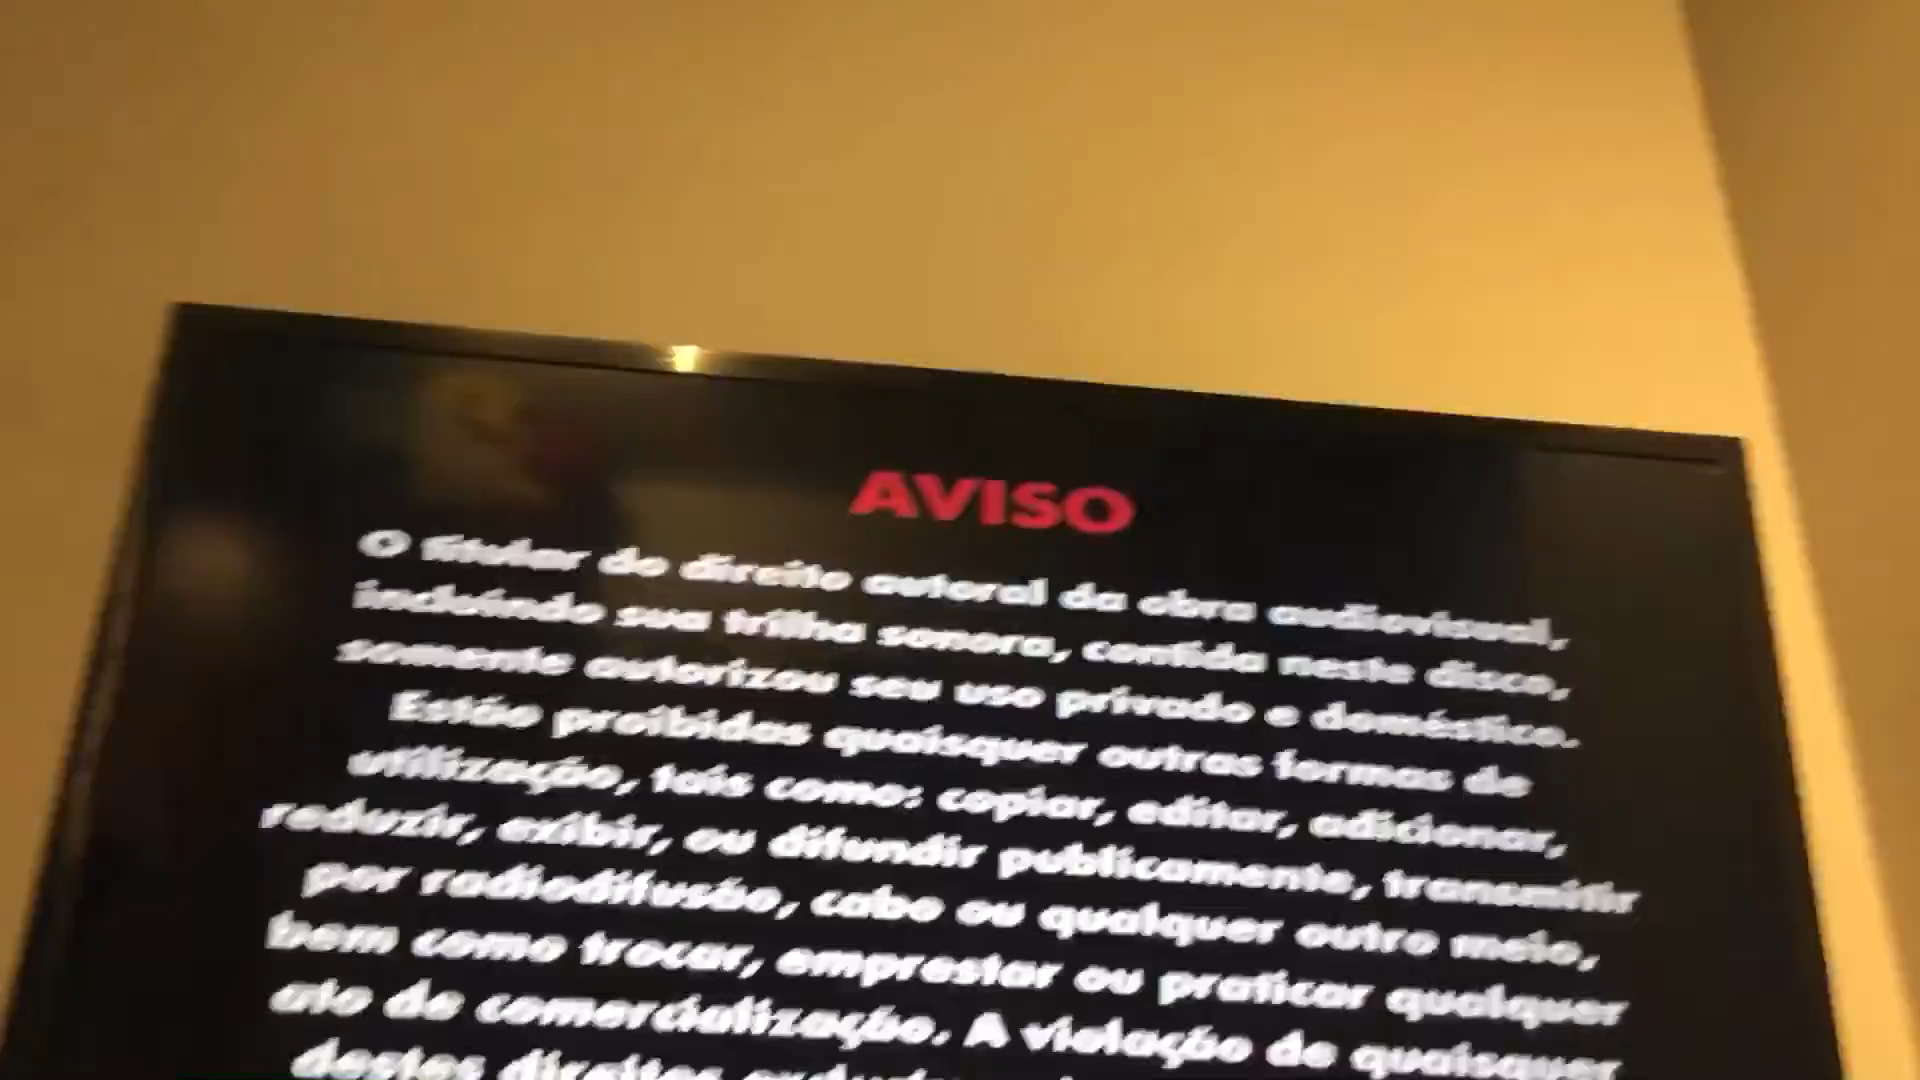 AVISO
O titular do direito autoral da obra audiovisual,
incluindo sua trilha sonora, contida neste disco,
somente autorizou seu uso privado e doméstico.
Estão proibidas quaisquer outras formas de
utilização, tais como: copiar, editar, adicionar,
reduzir, exibir, ou difundir publicamente, transmitir
por radiodifusão, cabo ou qualquer outro meio,
bem como trocar, emprestar ou praticar qualquer
ato de comercialização. A violação de quaisquer
destes direitos